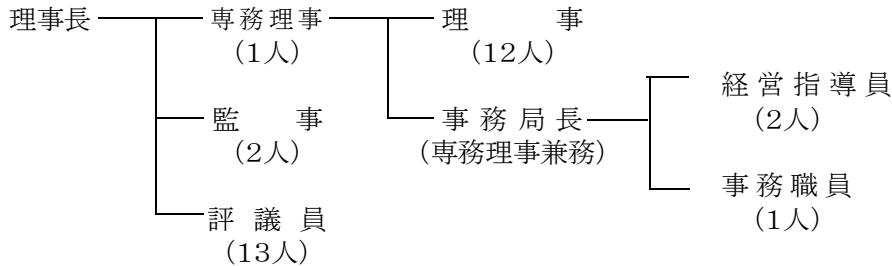 理事長
専務理事
(1人)
理　　事
(12人)
監　　事
(2人)
事務局長
(専務理事兼務)
経営指導員
(2人)
事務職員
(1人)
評議員
(13人)